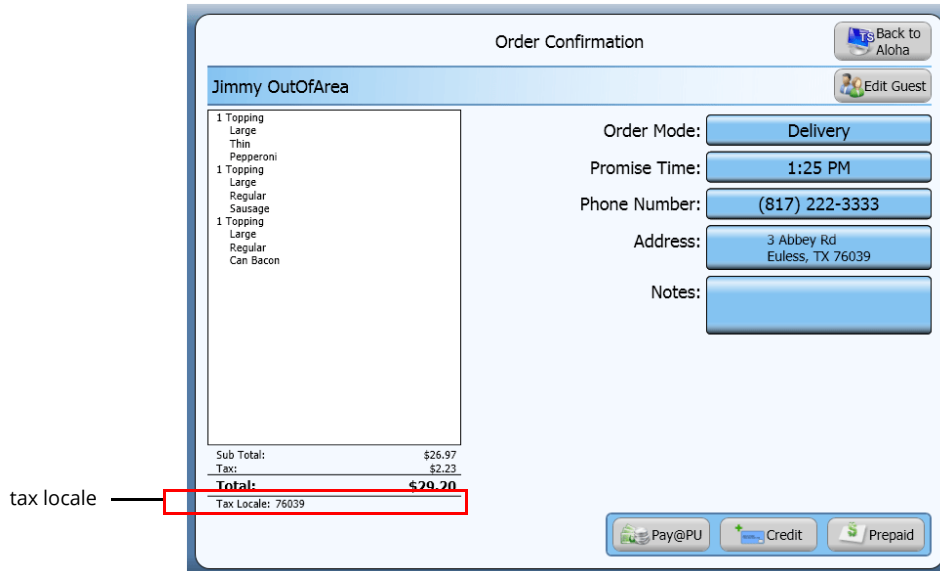 Order Confirmation
TS Back to
Aloha
Jimmy OutOfArea
Edit Guest
1 Topping
Large
Thin
Pepperoni
1 Topping
Large
Regular
Sausage
1 Topping
Large
Regular
Can Bacon
Order Mode: Delivery
Promise Time: 1:25 PM
Phone Number: (817) 222-3333
Address: 3 Abbey Rd
Euless, TX 76039
Notes:
Sub Total: $26.97
Tax: $2.23
Total: $29.20
tax locale
Tax Locale: 76039
Pay@PU
Credit
Prepaid